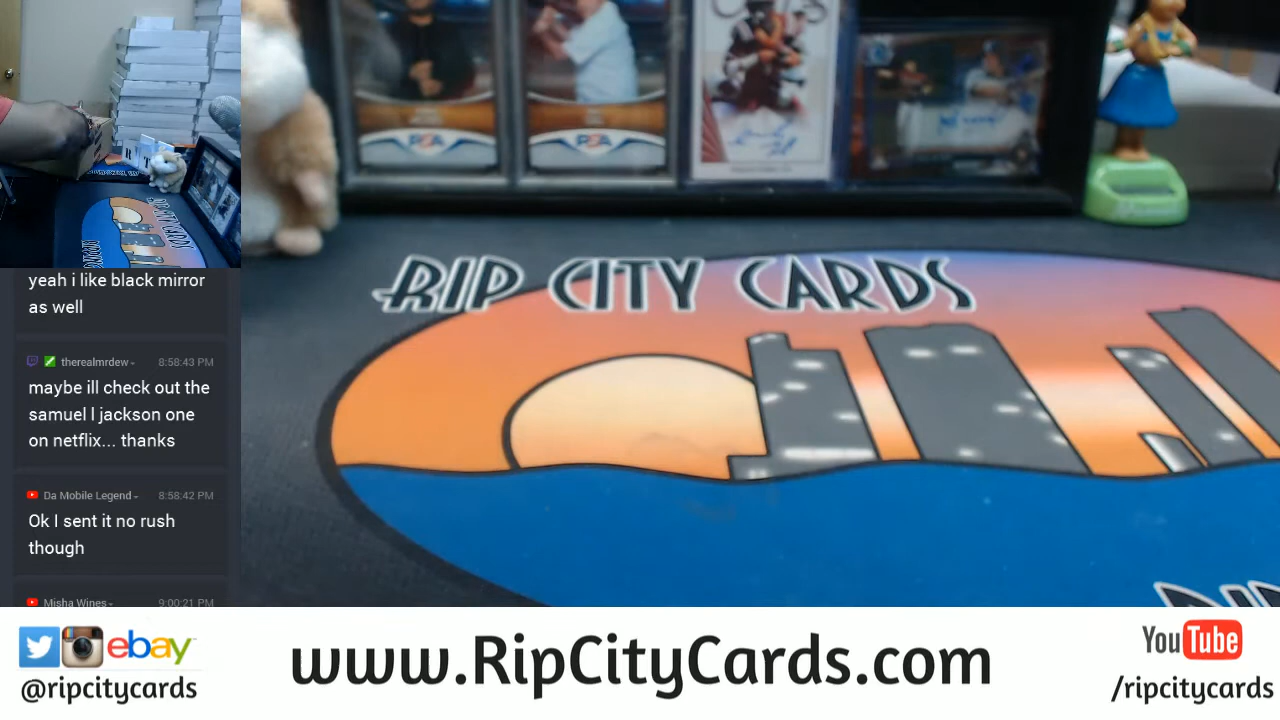 PSA
PSA
RIP CITY CARDS
yeah i like black mirror
as well
therealmrdew 8:58:43 PM
maybe ill check out the
samuel l jackson one
on netflix... thanks
Da Mobile Legend 8:58:42 PM
Ok I sent it no rush
though
Misha Wines 9:00:21 PM
ebay
@ripcitycards
www.RipCityCards.com
YouTube
/ripcitycards